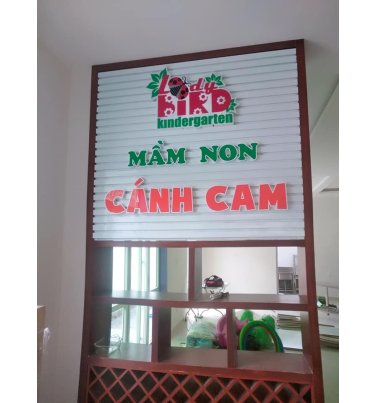 Lady
BIRD
kindergarten
MẦM NON
CÁNH CAM